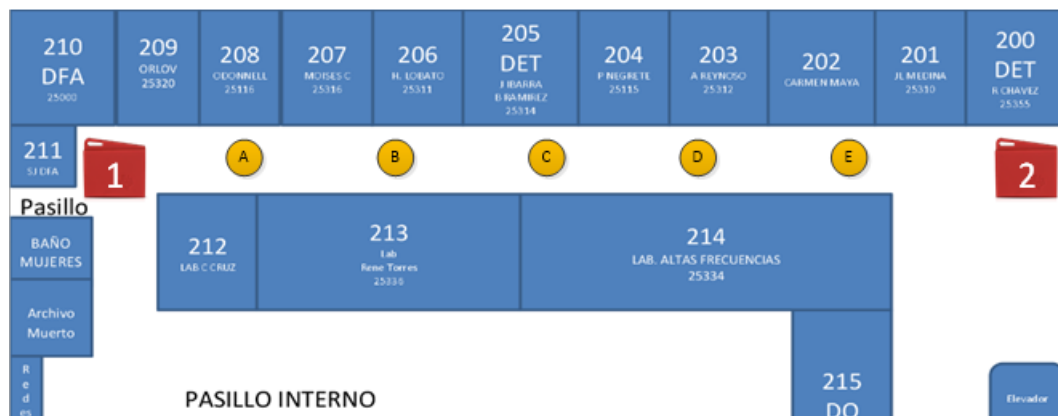 210
DFA
25000
209
ORLOV
25320
208
ODONNELL
25116
207
MOISES C
25316
206
H. LOBATO
25311
205
DET
J IBARRA
B RAMIREZ
25314
204
P NEGRETE
25115
203
A REYNOSO
25312
202
CARMEN MAYA
201
JL MEDINA
25310
200
DET
R CHAVEZ
25355
211
SJ DFA
1
A
B
C
D
E
2
Pasillo
BAÑO
MUJERES
212
LAB C CRUZ
213
Lab
Rene Torres
25336
214
LAB. ALTAS FRECUENCIAS
25334
Archivo
Muerto
R
e
d
es
PASILLO INTERNO
215
DO
Elevador